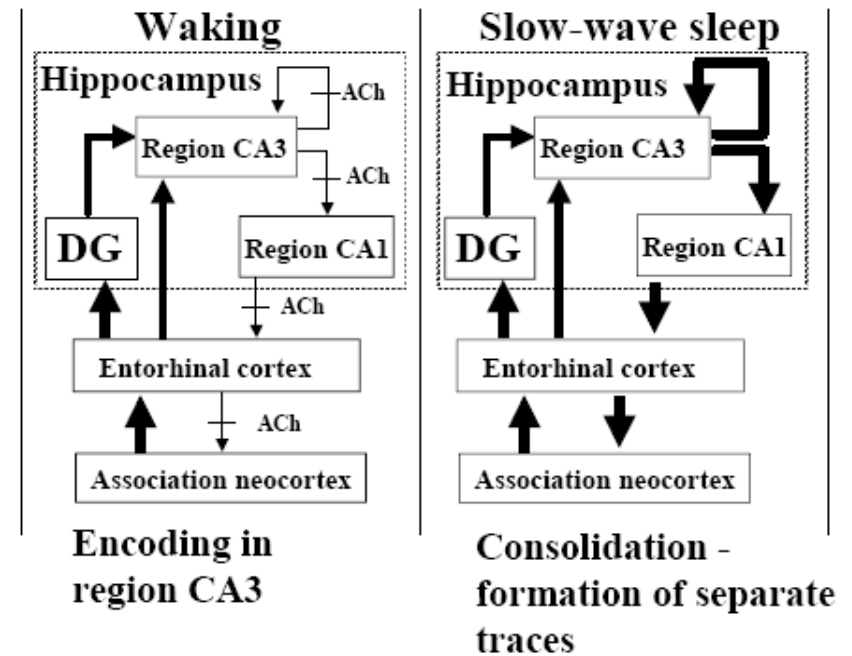 Waking
Hippocampus
ACh
Region CA3
ACh
DG
Region CA1
ACh
Entorhinal cortex
ACh
Association neocortex
Encoding in
region CA3
Slow-wave sleep
Hippocampus
Region CA3
DG
Region CA1
Entorhinal cortex
Association neocortex
Consolidation -
formation of separate
traces